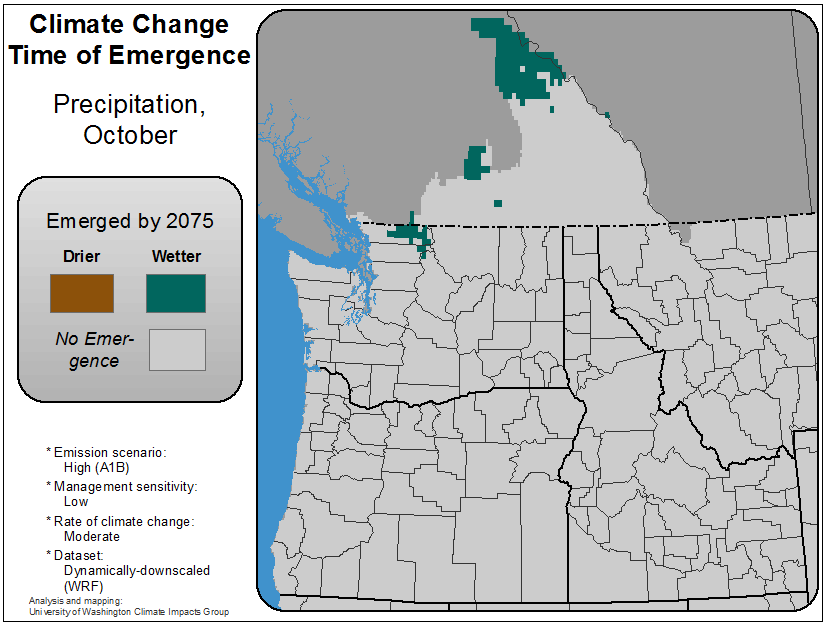 Climate Change
Time of Emergence
Precipitation,
October
Emerged by 2075
Drier
Wetter
No Emer-
gence
* Emission scenario:
High (A1B)
* Management sensitivity:
Low
* Rate of climate change:
Moderate
* Dataset:
Dynamically-downscaled
(WRF)
Analysis and mapping:
University of Washington Climate Impacts Group